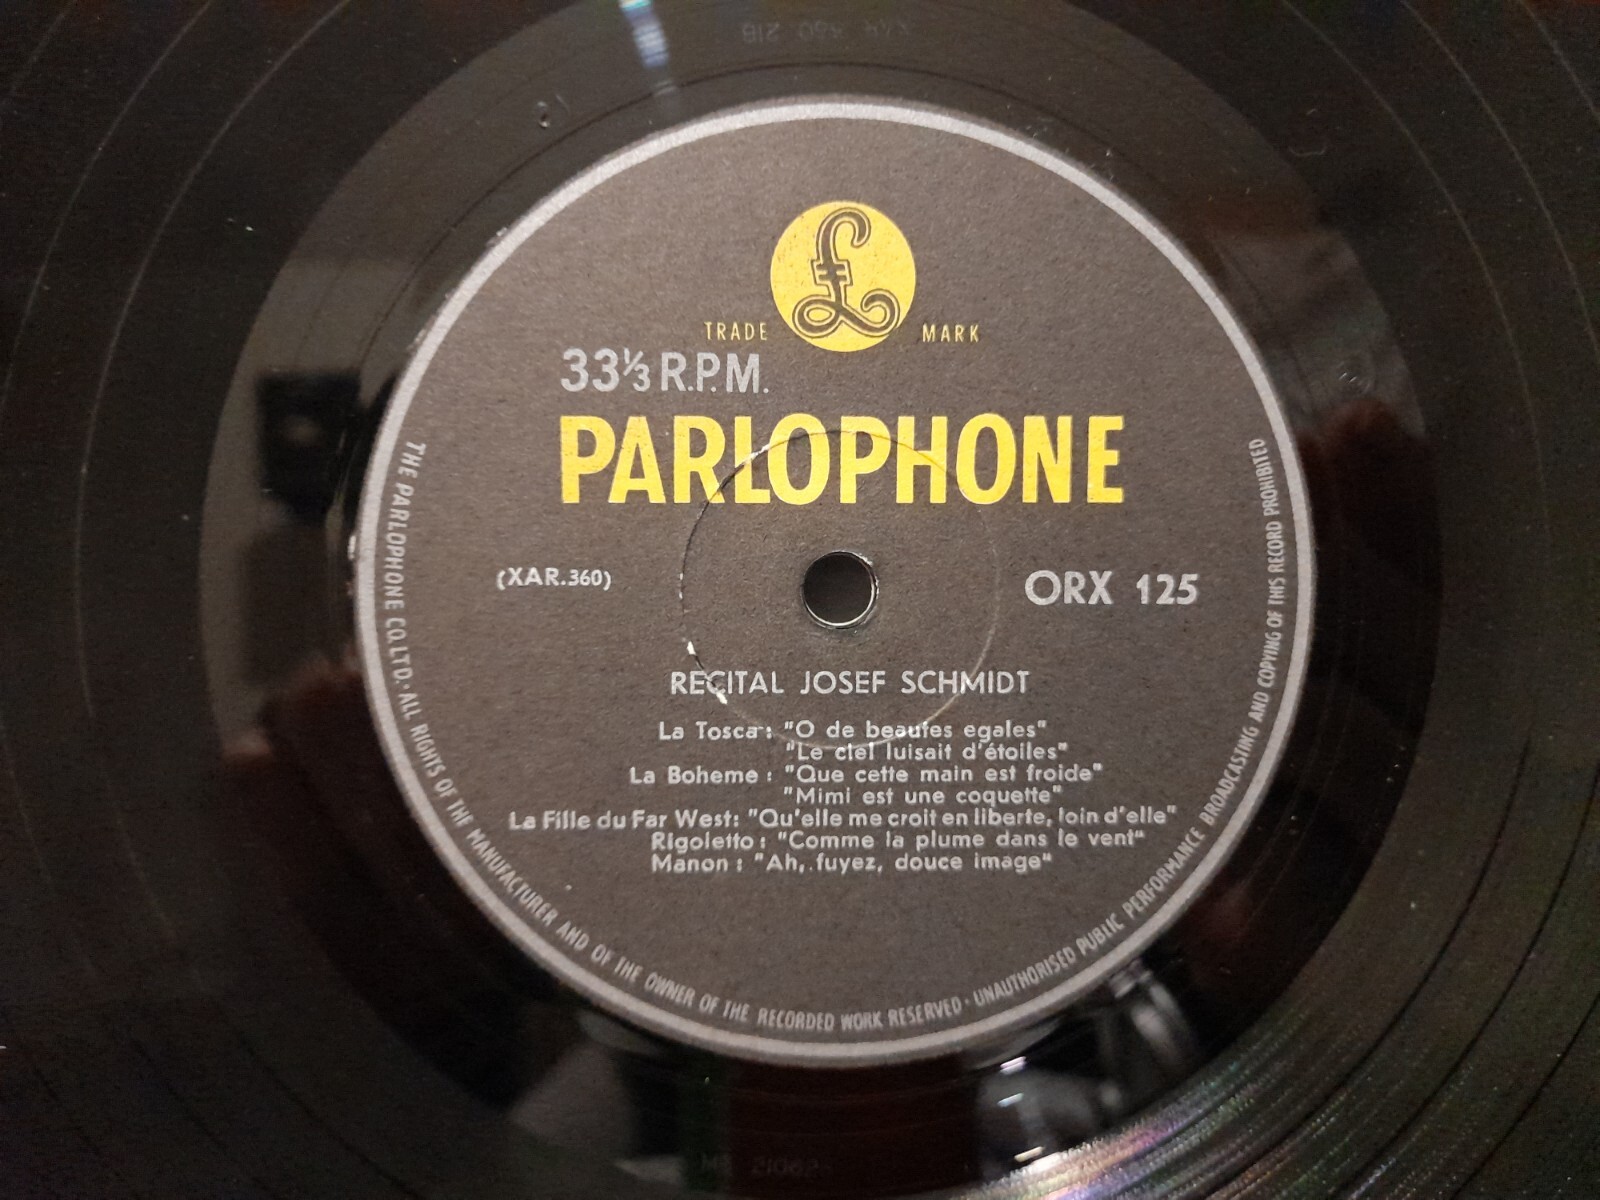 £
TRADE MARK
33⅓ R.P.M.
PARLOPHONE
(XAR.360)
ORX 125
RECITAL JOSEF SCHMIDT
La Tosca: "O de beautes egales"
"Le ciel luisait d'étoiles"
La Boheme: "Que cette main est froide"
"Mimi est une coquette"
La Fille du Far West: "Qu'elle me croit en liberte, loin d'elle"
Rigoletto: "Comme la plume dans le vent"
Manon: "Ah, fuyez, douce image"
THE PARLOPHONE CO. LTD. · ALL RIGHTS OF THE MANUFACTURER AND OF THE OWNER OF THE RECORDED WORK RESERVED · UNAUTHORISED PUBLIC PERFORMANCE BROADCASTING AND COPYING OF THIS RECORD PROHIBITED